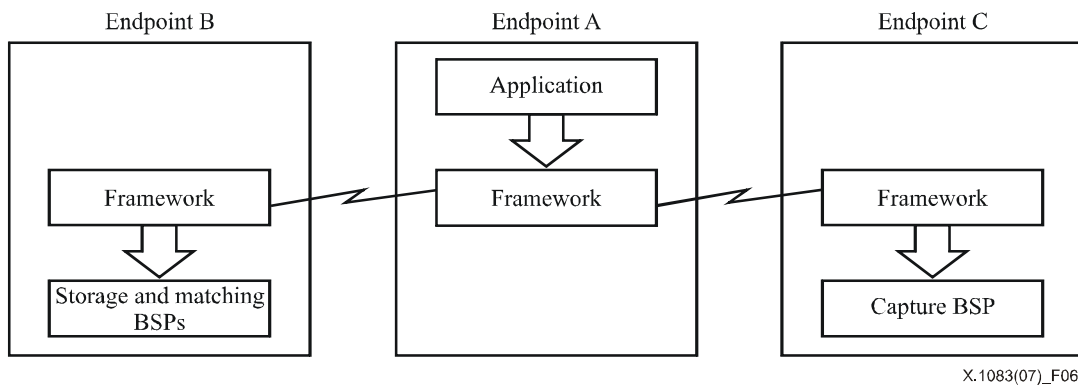 Endpoint B
Endpoint A
Endpoint C
Application
Framework
Framework
Framework
Storage and matching
BSPs
Capture BSP
X.1083(07)_F06